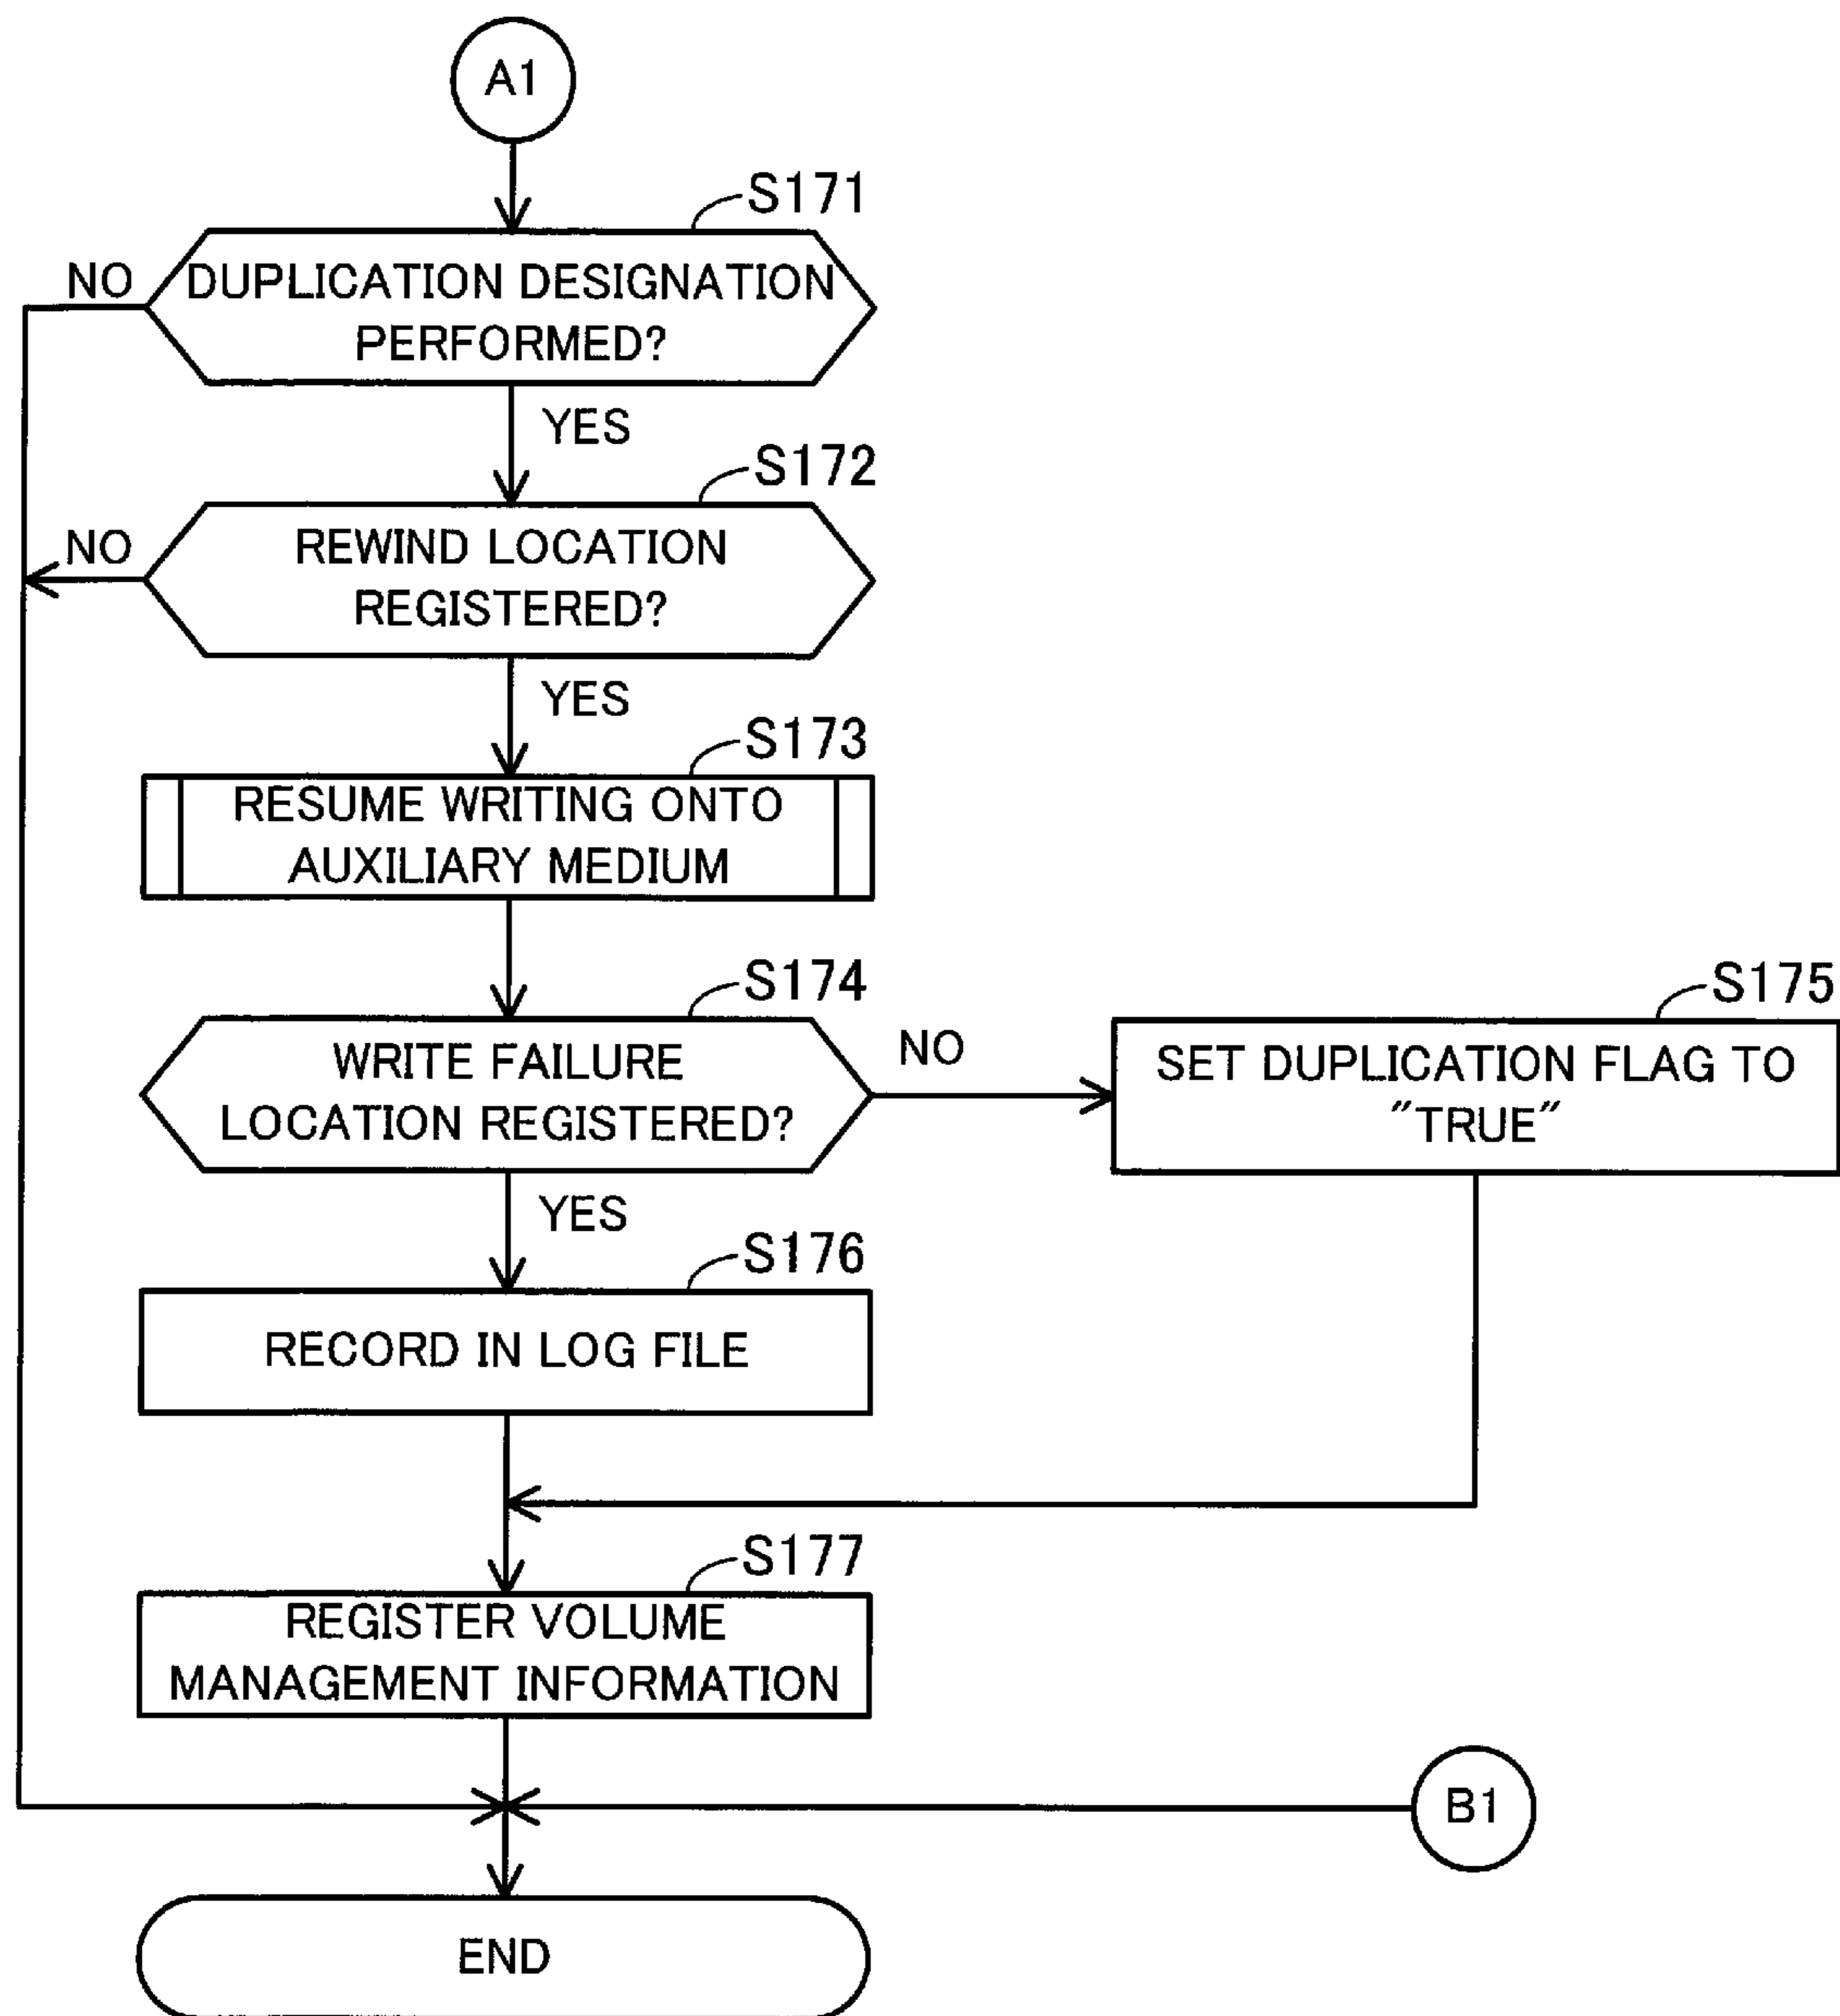 A1
S171
NO
DUPLICATION DESIGNATION
PERFORMED?
YES
S172
NO
REWIND LOCATION
REGISTERED?
YES
S173
RESUME WRITING ONTO
AUXILIARY MEDIUM
S174
WRITE FAILURE
LOCATION REGISTERED?
NO
S175
SET DUPLICATION FLAG TO
"TRUE"
YES
S176
RECORD IN LOG FILE
S177
REGISTER VOLUME
MANAGEMENT INFORMATION
B1
END